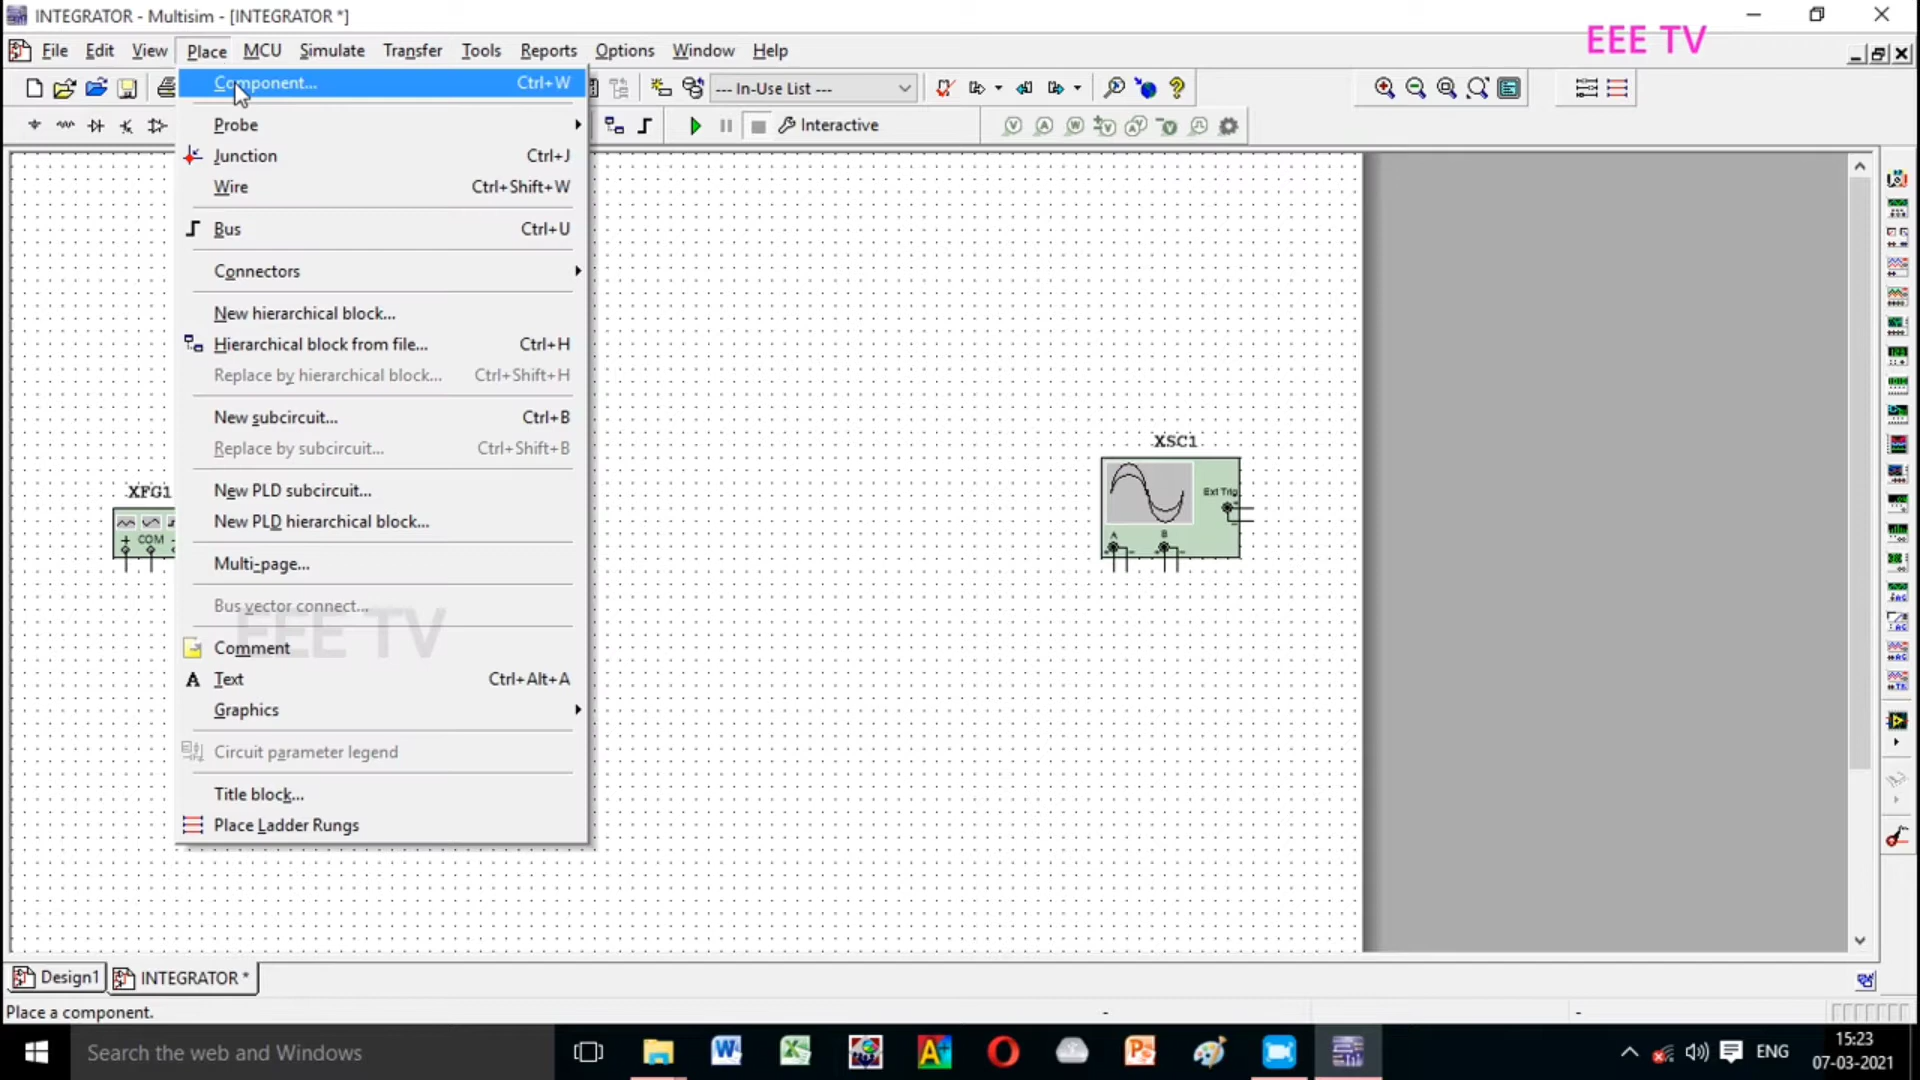 INTEGRATOR - Multisim - [INTEGRATOR *]
EEE TV
File Edit View Place MCU Simulate Transfer Tools Reports Options Window Help
--- In-Use List ---
Interactive
Component... Ctrl+W
Probe
Junction Ctrl+J
Wire Ctrl+Shift+W
Bus Ctrl+U
Connectors
New hierarchical block...
Hierarchical block from file... Ctrl+H
Replace by hierarchical block... Ctrl+Shift+H
New subcircuit... Ctrl+B
Replace by subcircuit... Ctrl+Shift+B
New PLD subcircuit...
New PLD hierarchical block...
Multi-page...
Bus vector connect...
EEE TV
Comment
Text Ctrl+Alt+A
Graphics
Circuit parameter legend
Title block...
Place Ladder Rungs
XFG1
COM
XSC1
Ext Trig
A B
Design1 INTEGRATOR *
Place a component.
Search the web and Windows
ENG
15:23
07-03-2021